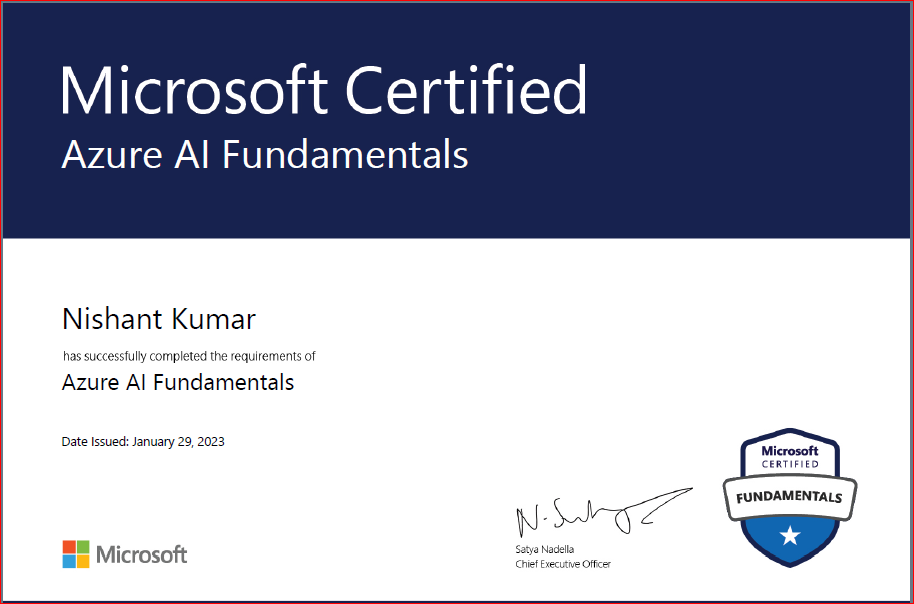 Microsoft Certified
Azure AI Fundamentals
Nishant Kumar
has successfully completed the requirements of
Azure AI Fundamentals
Date Issued: January 29, 2023
Microsoft
CERTIFIED
FUNDAMENTALS
Satya Nadella
Chief Executive Officer
Microsoft